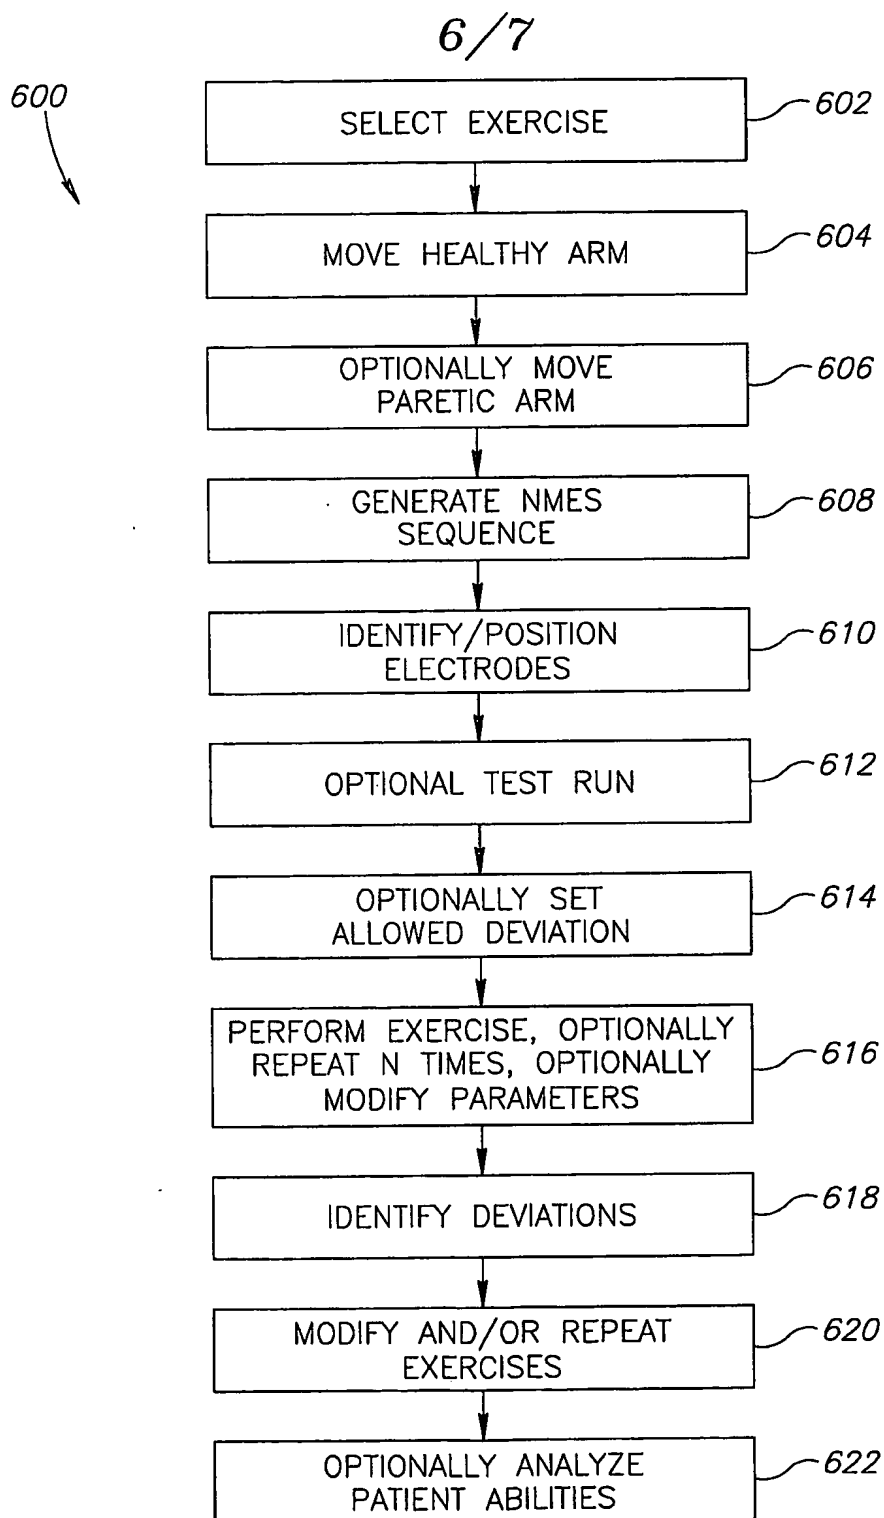 6/7
600
SELECT EXERCISE
602
MOVE HEALTHY ARM
604
OPTIONALLY MOVE
PARETIC ARM
606
GENERATE NMES
SEQUENCE
608
IDENTIFY/POSITION
ELECTRODES
610
OPTIONAL TEST RUN
612
OPTIONALLY SET
ALLOWED DEVIATION
614
PERFORM EXERCISE, OPTIONALLY
REPEAT N TIMES, OPTIONALLY
MODIFY PARAMETERS
616
IDENTIFY DEVIATIONS
618
MODIFY AND/OR REPEAT
EXERCISES
620
OPTIONALLY ANALYZE
PATIENT ABILITIES
622